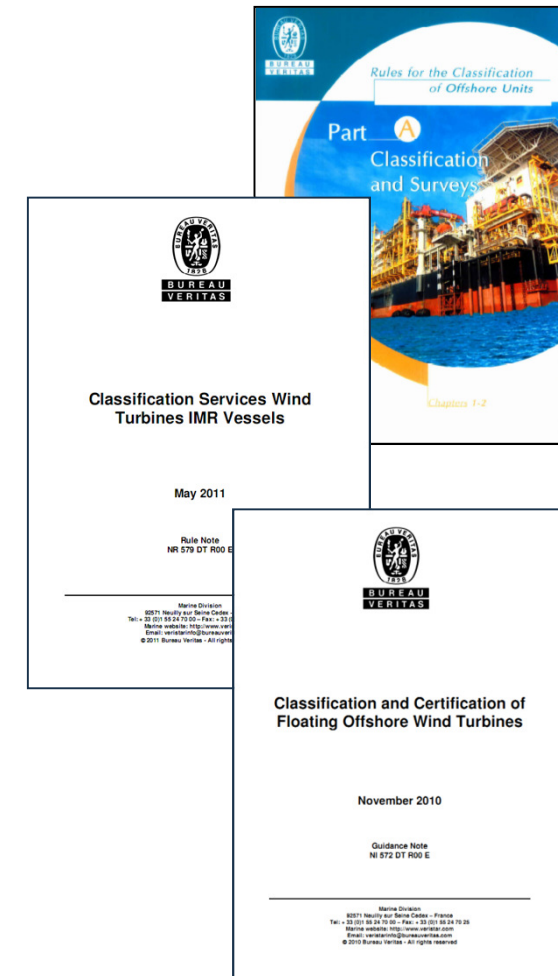 BUREAU
VERITAS
Rules for the Classification
of Offshore Units
Part A
Classification
and Surveys
Chapters 1-2
1828
BUREAU
VERITAS
Classification Services Wind
Turbines IMR Vessels
May 2011
Rule Note
NR 579 DT R00 E
Marine Division
92571 Neuilly sur Seine Cedex
Tel: + 33 (0)1 55 24 70 00 – Fax: + 33
Marine website: http://www.veri
Email: veristarinfo@bureauveri
© 2011 Bureau Veritas - All rights
1828
BUREAU
VERITAS
Classification and Certification of
Floating Offshore Wind Turbines
November 2010
Guidance Note
NI 572 DT R00 E
Marine Division
92571 Neuilly sur Seine Cedex – France
Tel: + 33 (0)1 55 24 70 00 – Fax: + 33 (0)1 55 24 70 25
Marine website: http://www.veristar.com
Email: veristarinfo@bureauveritas.com
© 2010 Bureau Veritas - All rights reserved